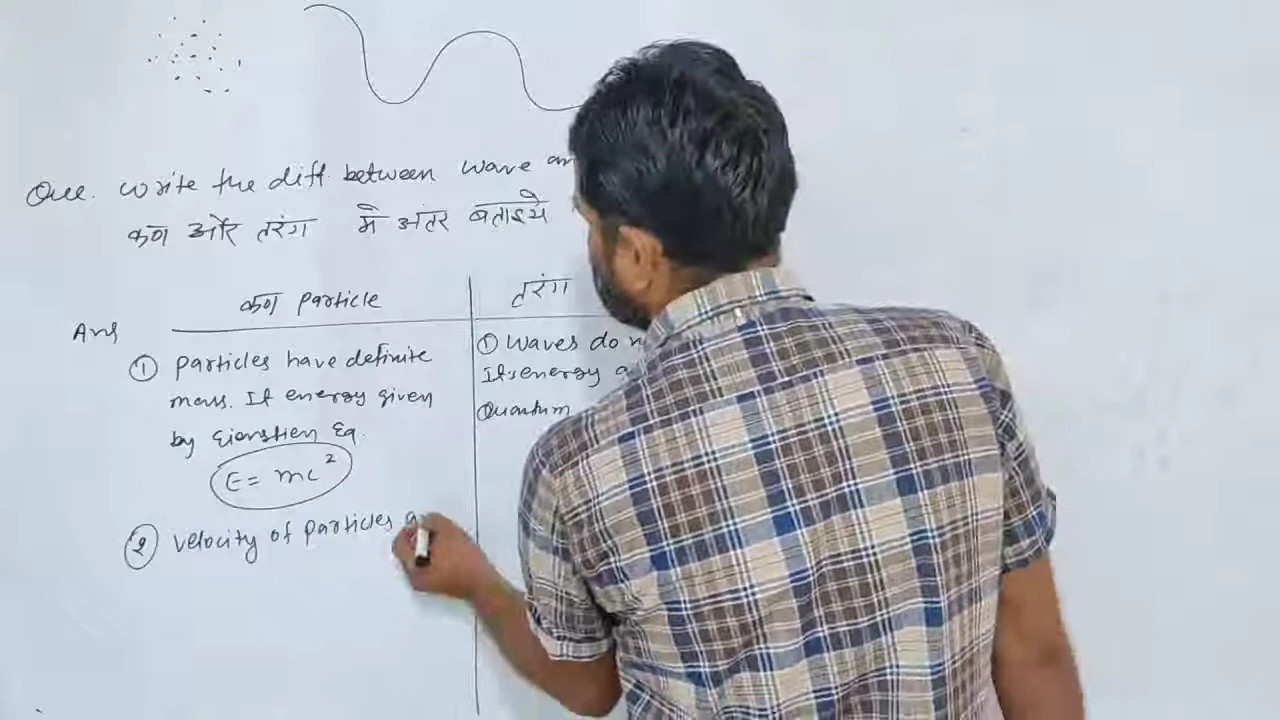 Que. Write the diff. between wave an
कण और तरंग में अंतर बताइये
कण Particle
तरंग
Ans
① Particles have definite
mass. It energy given
by Eienstien Eq.
E = mc²
② Velocity of particles a
① Waves do n
It's energy a
Quantum